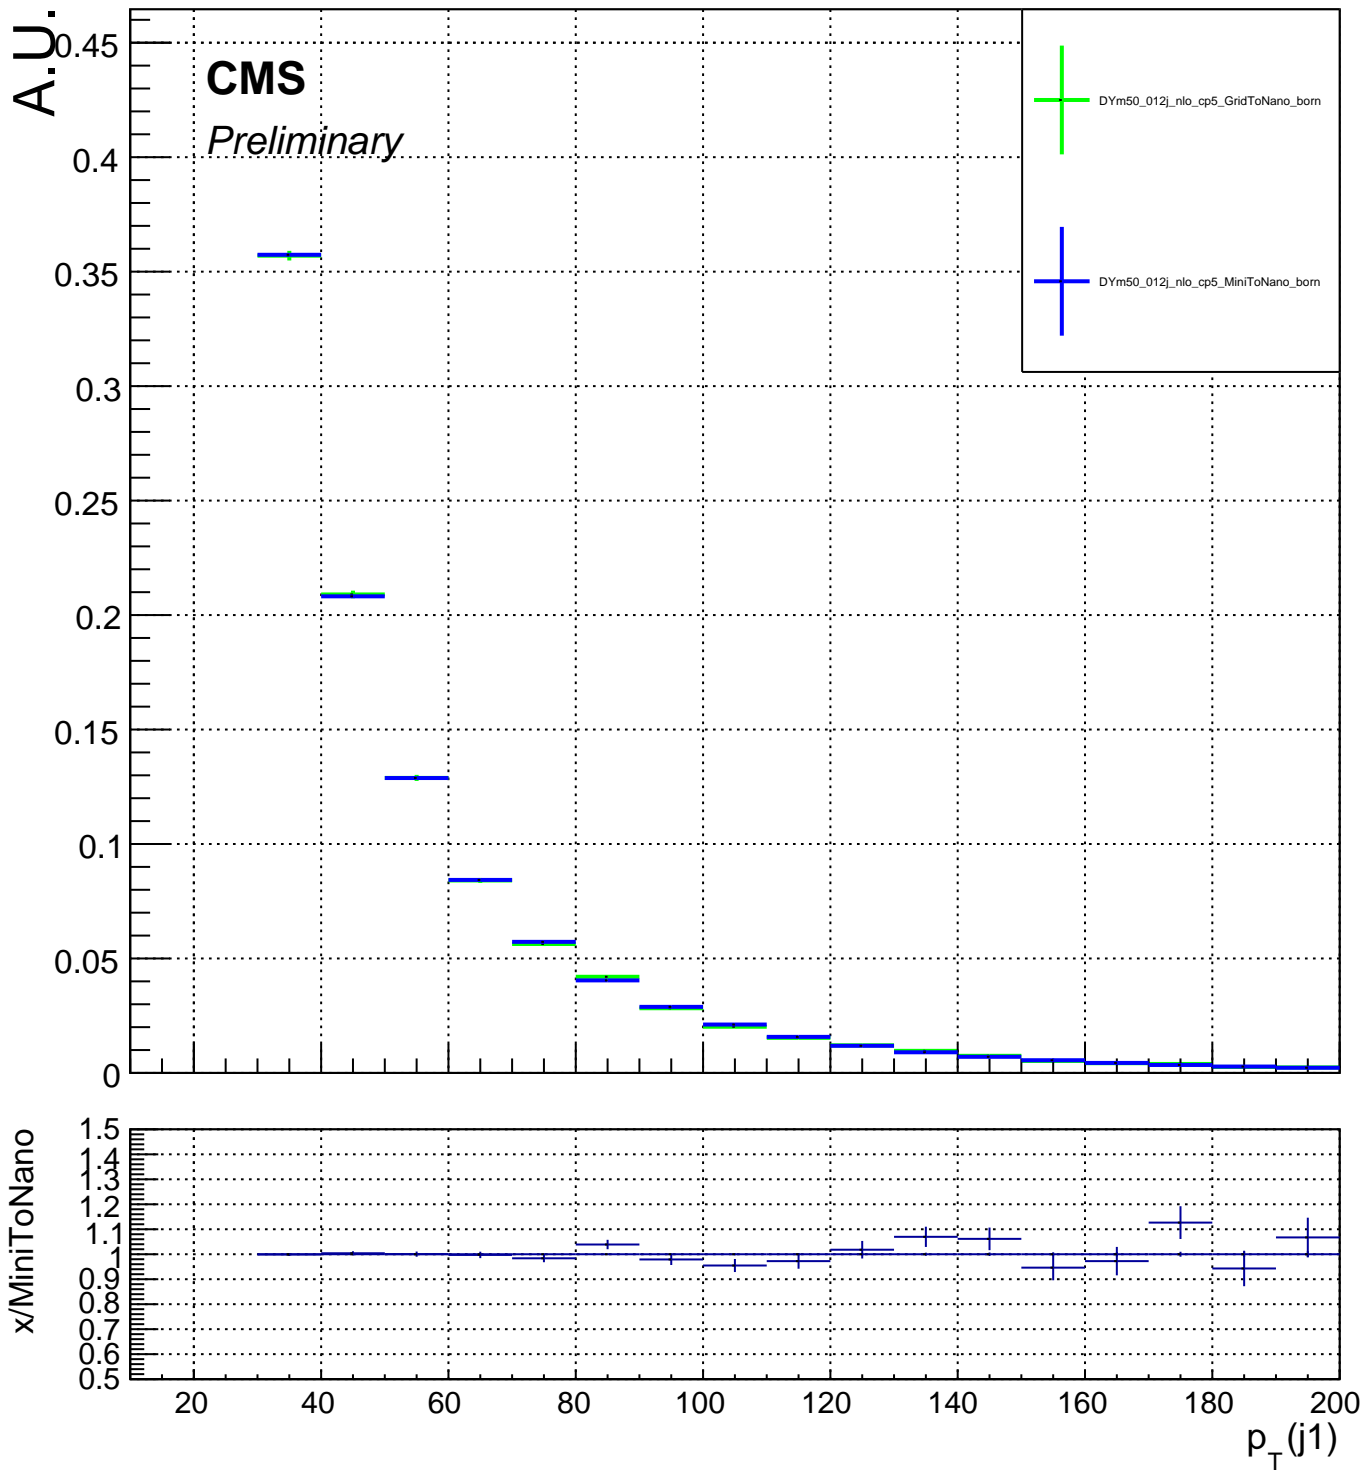 A.U.
CMS
Preliminary
DYm50_012j_nlo_cp5_GridToNano_born
DYm50_012j_nlo_cp5_MiniToNano_born
0.45
0.4
0.35
0.3
0.25
0.2
0.15
0.1
0.05
0
x/MiniToNano
1.5
1.4
1.3
1.2
1.1
1
0.9
0.8
0.7
0.6
0.5
20 40 60 80 100 120 140 160 180 200
p_T(j1)